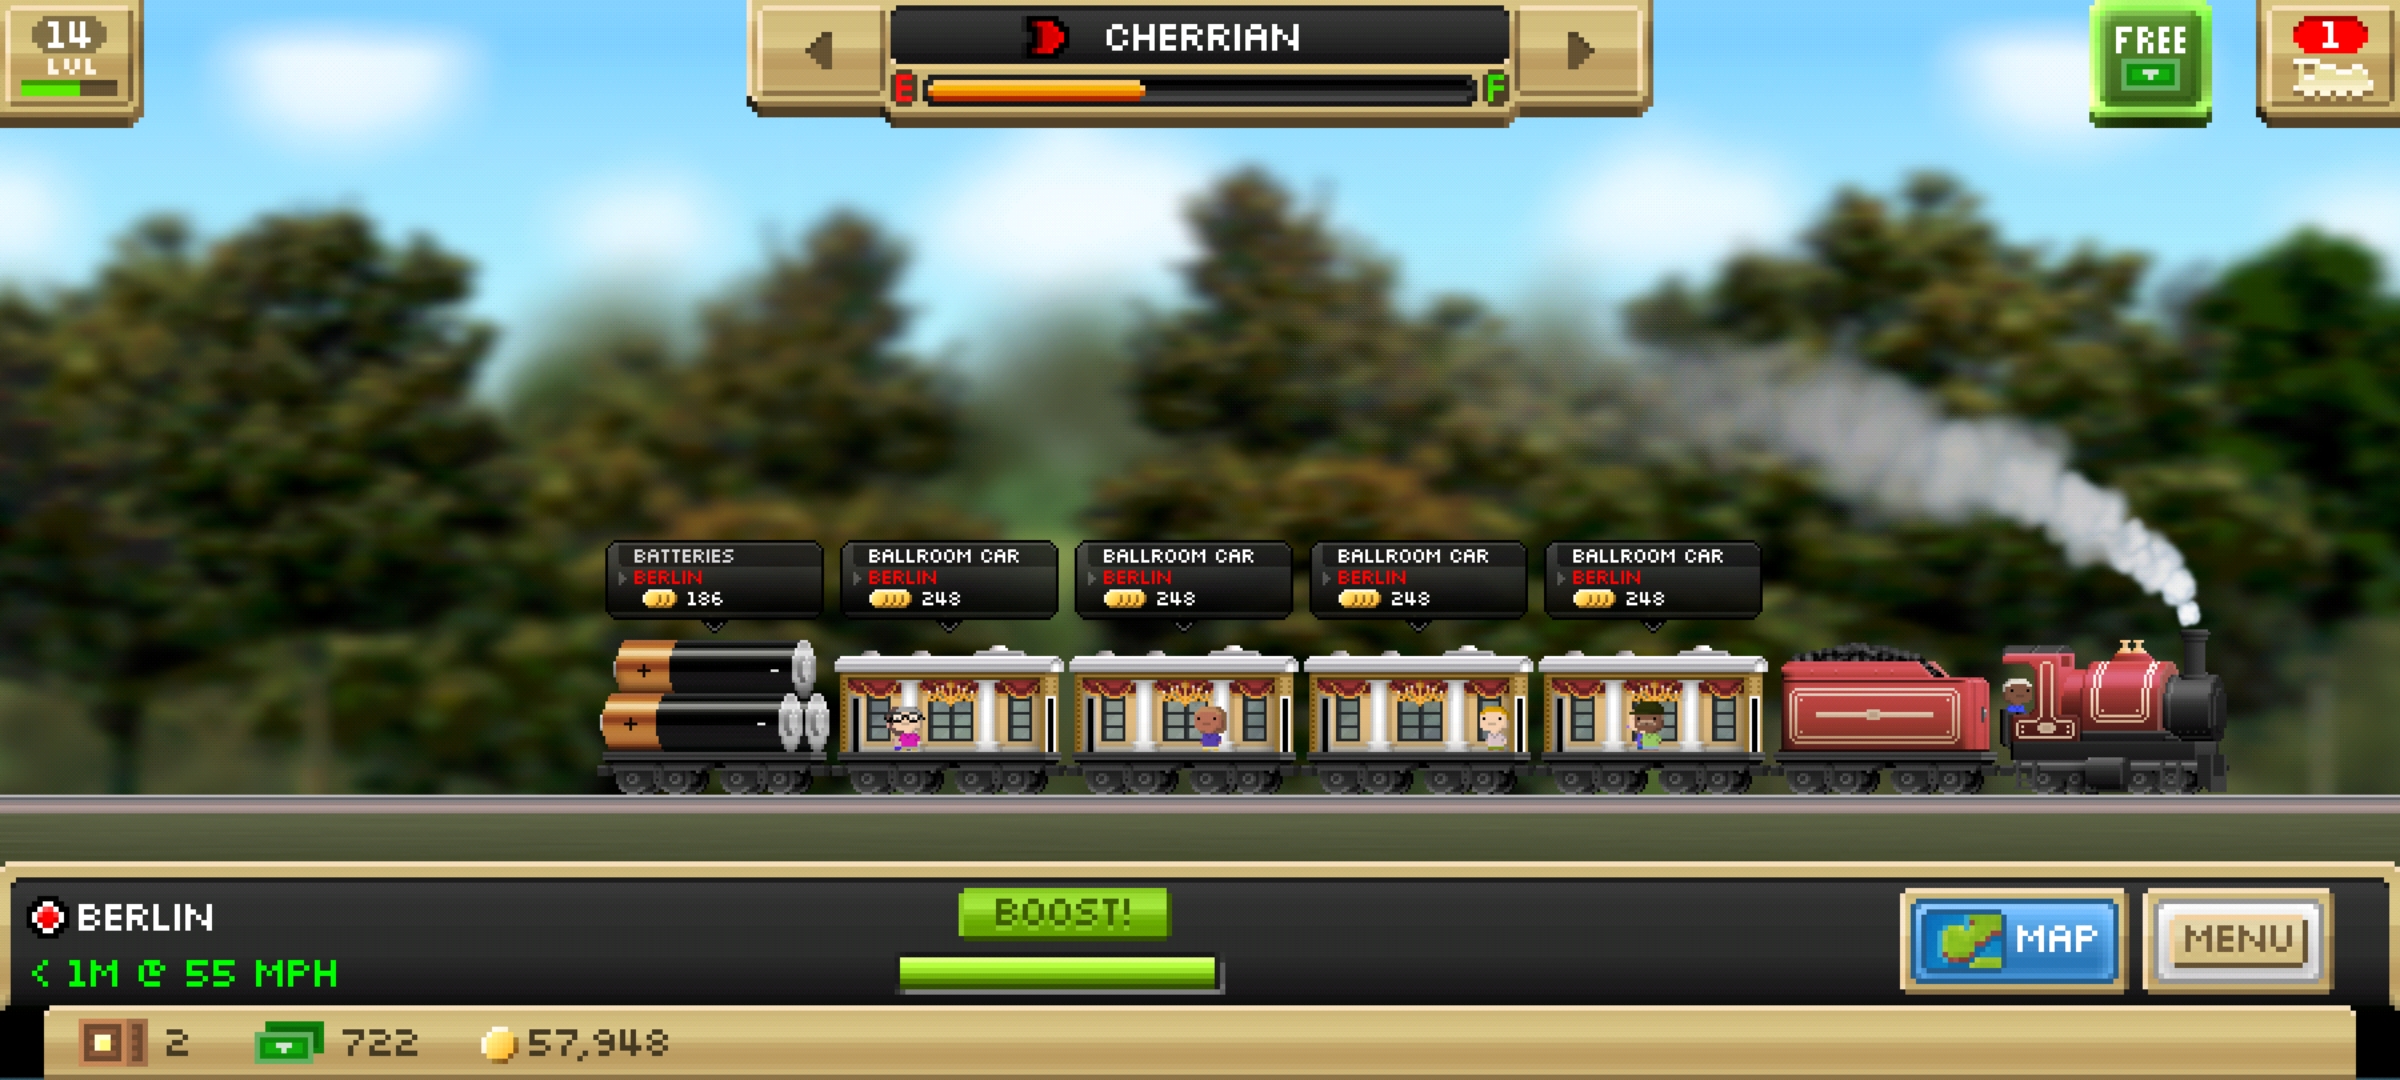 14
LVL
CHERRIAN
E F
FREE
1
BATTERIES
BERLIN
186
BALLROOM CAR
BERLIN
248
BALLROOM CAR
BERLIN
248
BALLROOM CAR
BERLIN
248
BALLROOM CAR
BERLIN
248
+ -
+ -
BERLIN
< 1M @ 55 MPH
BOOST!
MAP
MENU
2
722
57,948